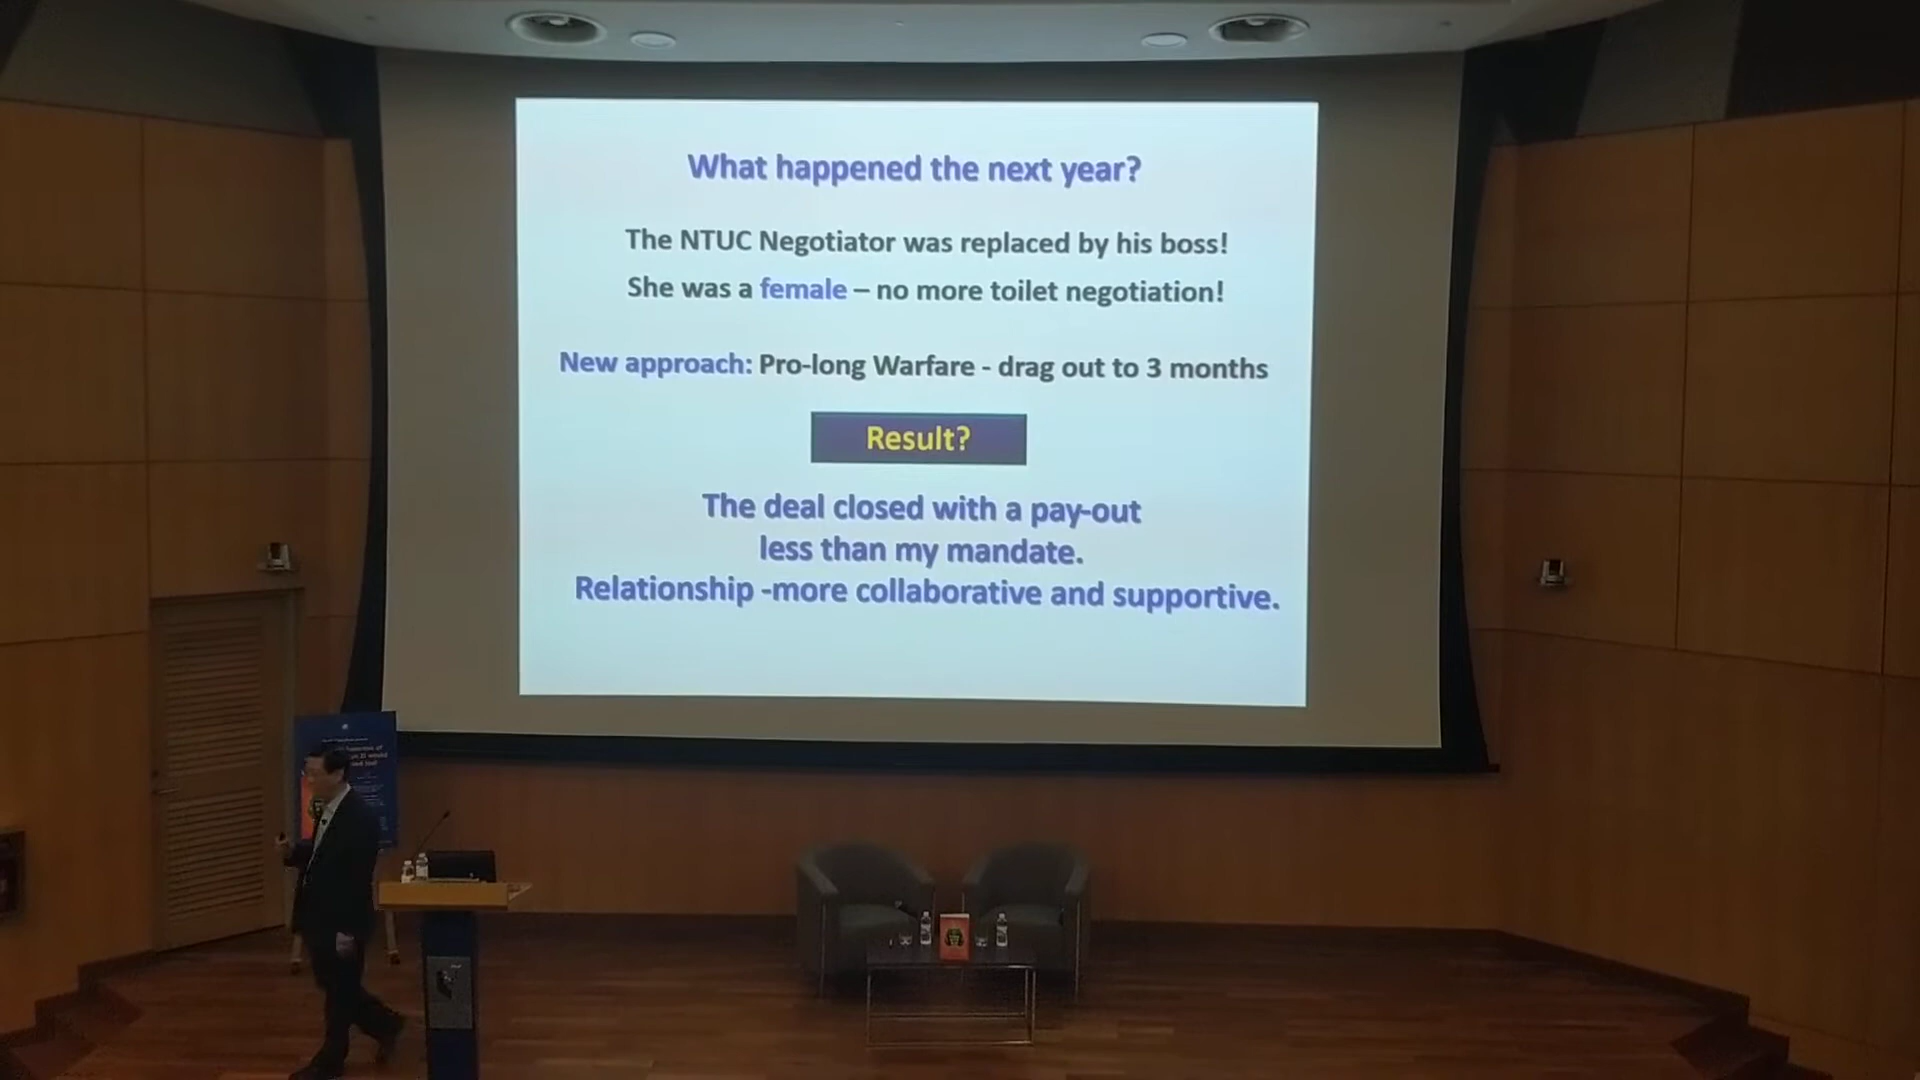 What happened the next year?
The NTUC Negotiator was replaced by his boss!
She was a female – no more toilet negotiation!
New approach: Pro-long Warfare - drag out to 3 months
Result?
The deal closed with a pay-out
less than my mandate.
Relationship -more collaborative and supportive.